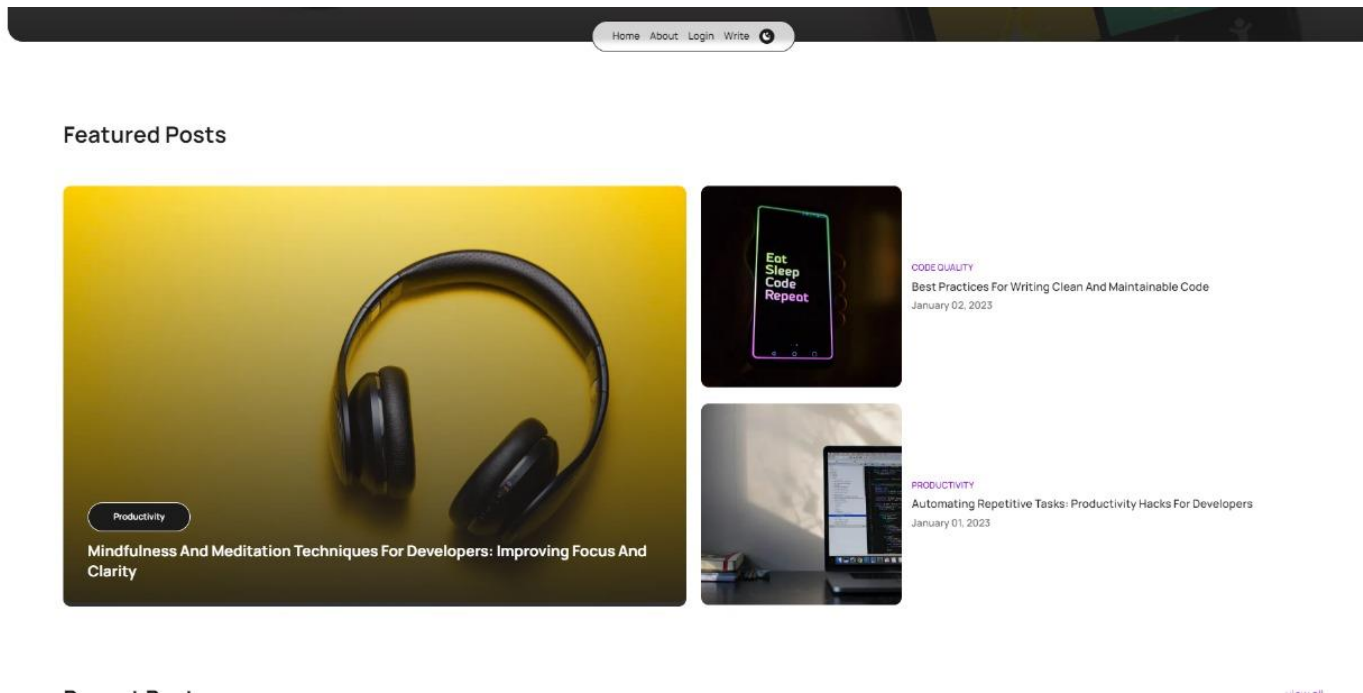 Home About Login Write
Featured Posts
Productivity
Mindfulness And Meditation Techniques For Developers: Improving Focus And
Clarity
Eat
Sleep
Code
Repeat
CODE QUALITY
Best Practices For Writing Clean And Maintainable Code
January 02, 2023
PRODUCTIVITY
Automating Repetitive Tasks: Productivity Hacks For Developers
January 01, 2023